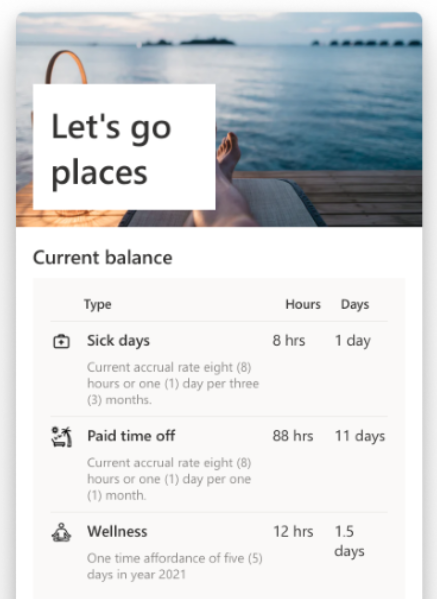 Let's go
places
Current balance
Type Hours Days
Sick days 8 hrs 1 day
Current accrual rate eight (8)
hours or one (1) day per three
(3) months.
Paid time off 88 hrs 11 days
Current accrual rate eight (8)
hours or one (1) day per one
(1) month.
Wellness 12 hrs 1.5
days
One time affordance of five (5)
days in year 2021